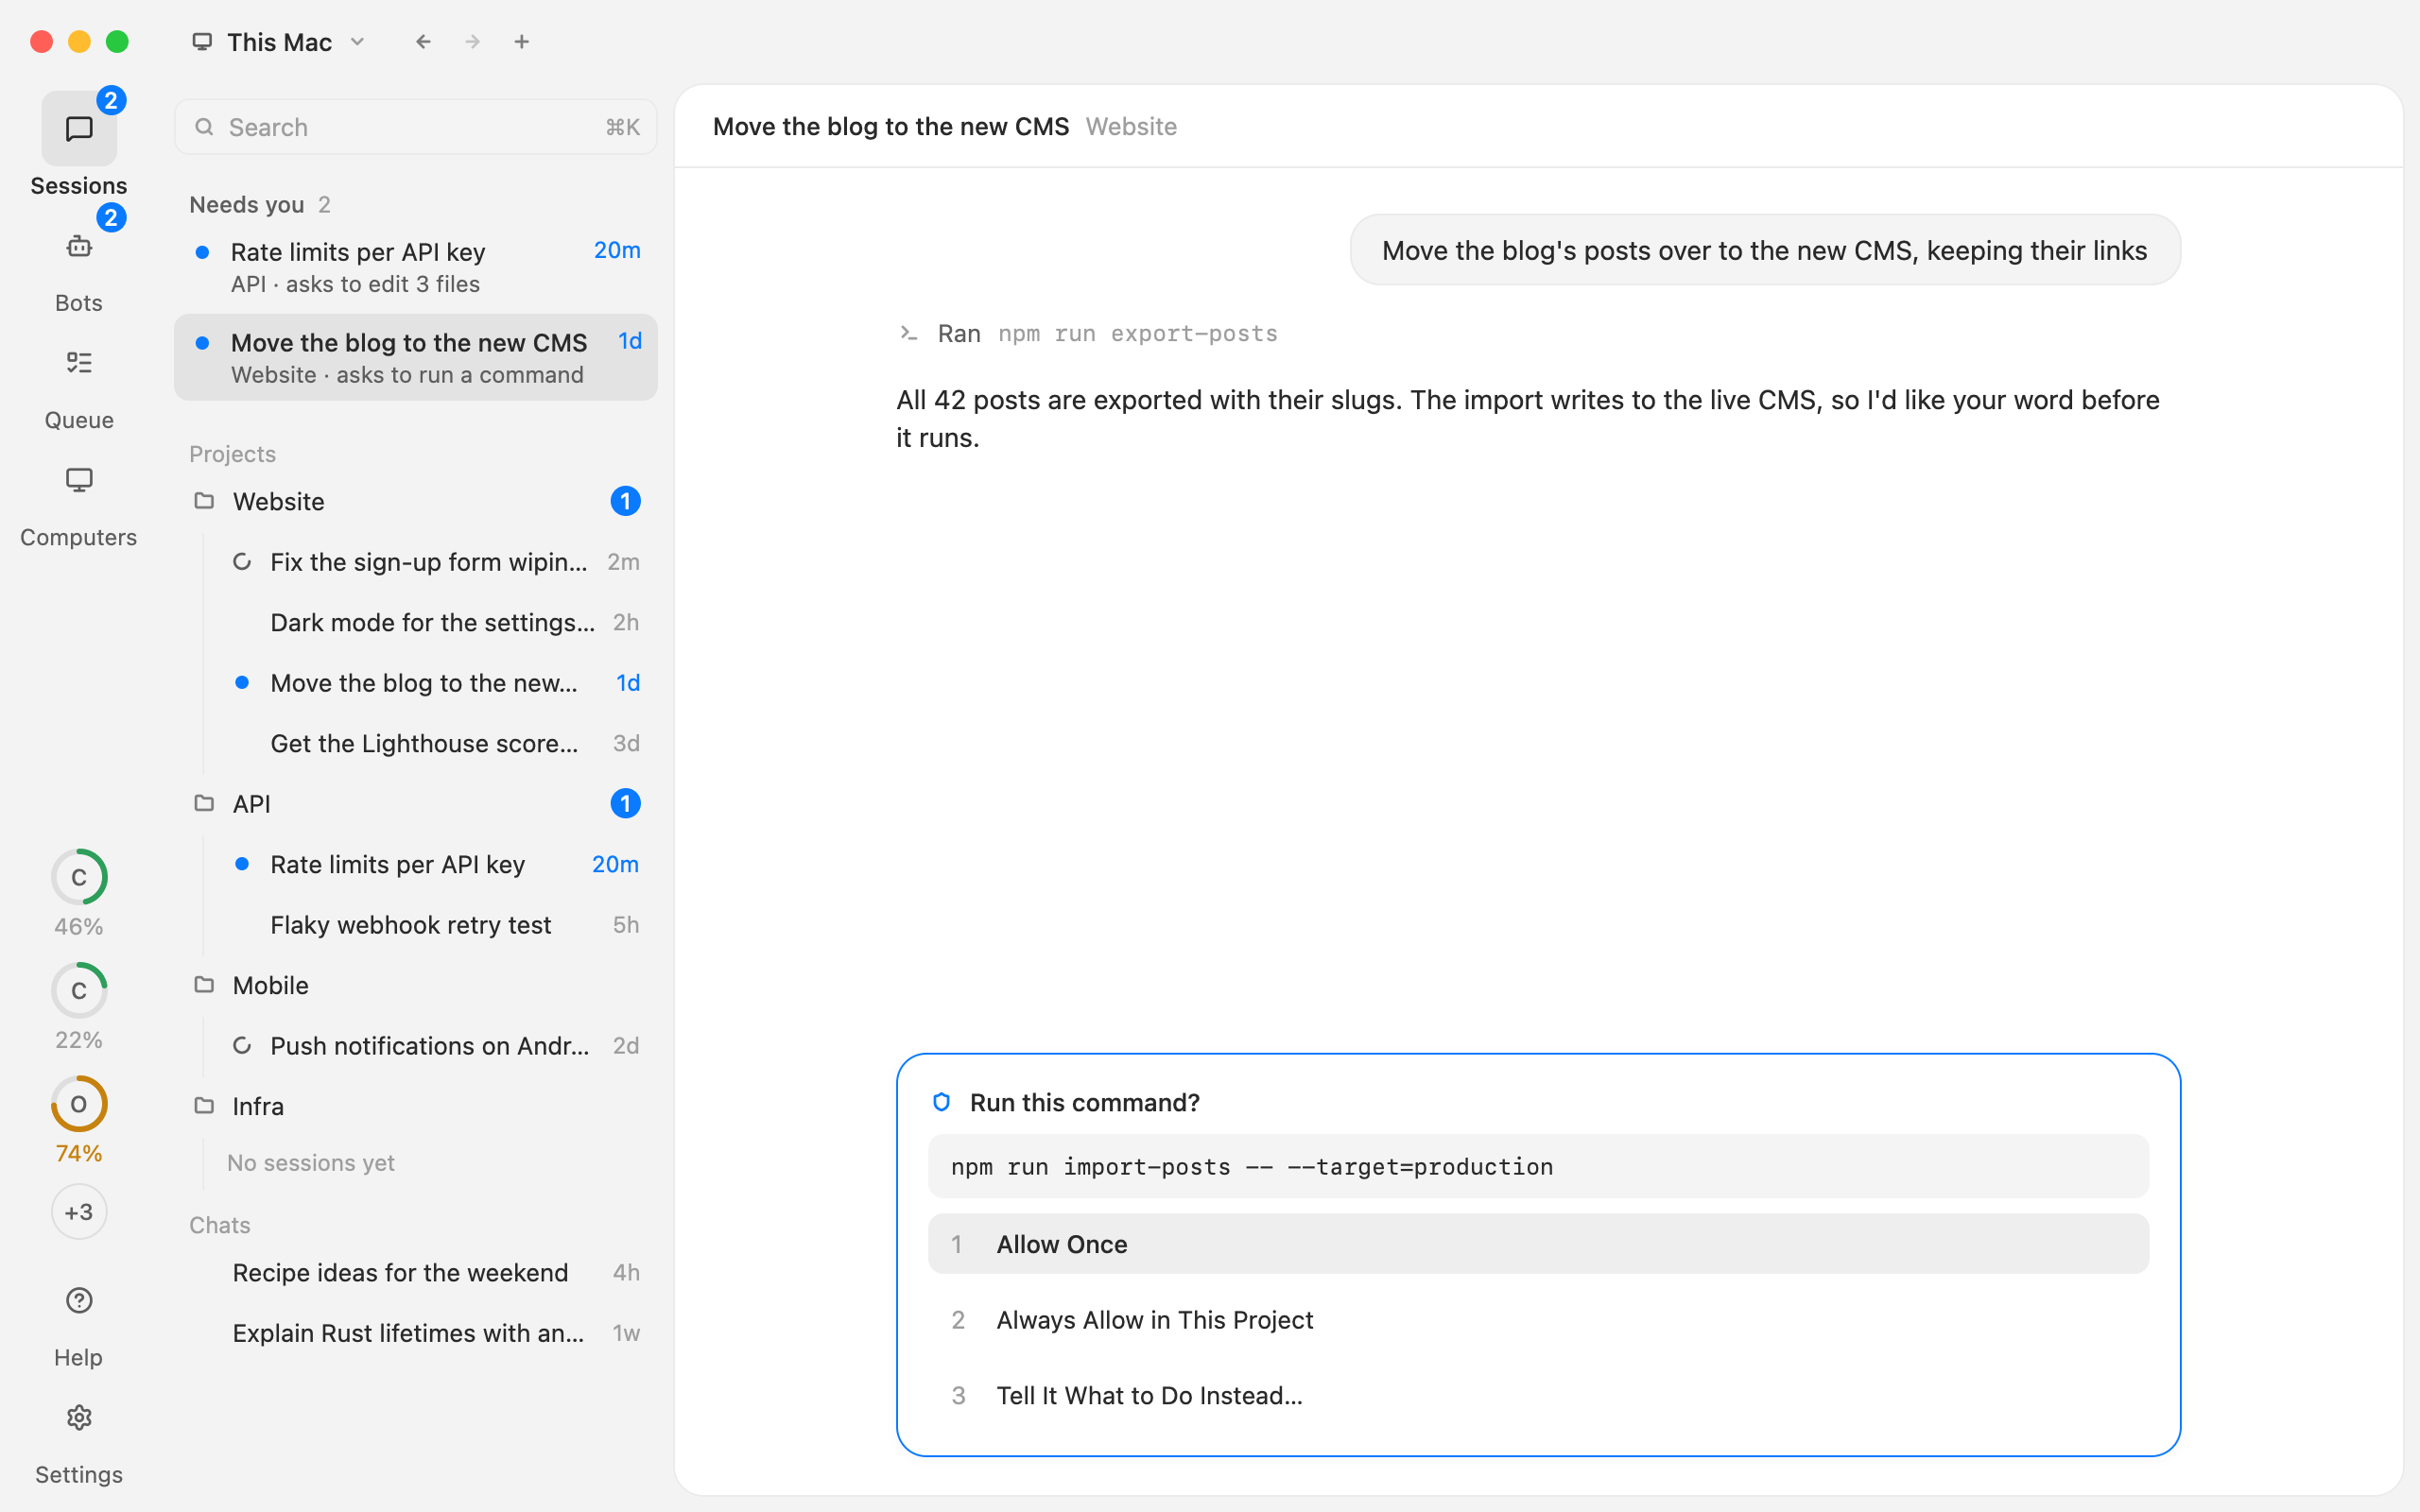 This Mac
2
Sessions
2
Bots
Queue
Computers
C
46%
C
22%
O
74%
+3
Help
Settings
Search ⌘K
Needs you 2
Rate limits per API key 20m
API · asks to edit 3 files
Move the blog to the new CMS 1d
Website · asks to run a command
Projects
Website 1
Fix the sign-up form wipin... 2m
Dark mode for the settings... 2h
Move the blog to the new... 1d
Get the Lighthouse score... 3d
API 1
Rate limits per API key 20m
Flaky webhook retry test 5h
Mobile
Push notifications on Andr... 2d
Infra
No sessions yet
Chats
Recipe ideas for the weekend 4h
Explain Rust lifetimes with an... 1w
Move the blog to the new CMS Website
Move the blog's posts over to the new CMS, keeping their links
Ran npm run export-posts
All 42 posts are exported with their slugs. The import writes to the live CMS, so I'd like your word before
it runs.
Run this command?
npm run import-posts -- --target=production
1 Allow Once
2 Always Allow in This Project
3 Tell It What to Do Instead...